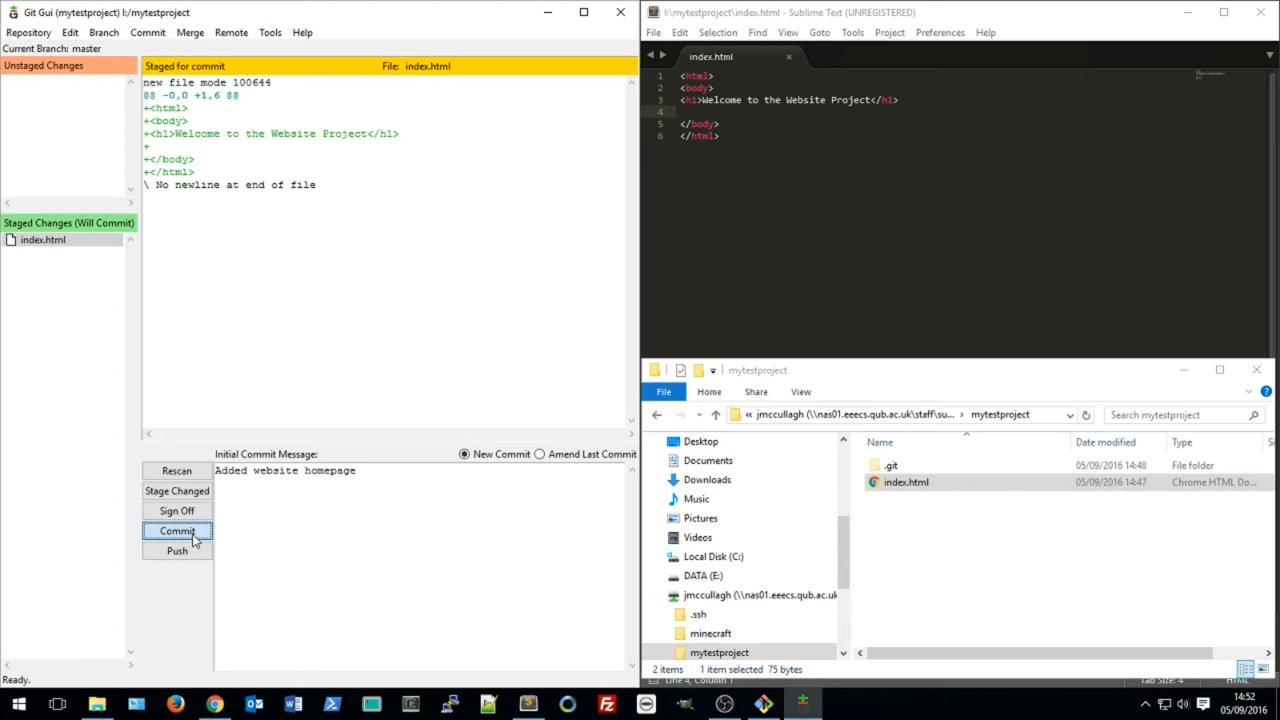 Git Gui (mytestproject) I:/mytestproject
Repository Edit Branch Commit Merge Remote Tools Help
Current Branch: master
Unstaged Changes
Staged for commit File: index.html
new file mode 100644
@@ -0,0 +1,6 @@
+<html>
+<body>
+<h1>Welcome to the Website Project</h1>
+
+</body>
+</html>
\ No newline at end of file
Staged Changes (Will Commit)
index.html
Initial Commit Message: New Commit Amend Last Commit
Rescan
Stage Changed
Sign Off
Commit
Push
Added website homepage
Ready.
I:\mytestproject\index.html - Sublime Text (UNREGISTERED)
File Edit Selection Find View Goto Tools Project Preferences Help
index.html
1 <html>
2 <body>
3 <h1>Welcome to the Website Project</h1>
4
5 </body>
6 </html>
mytestproject
File Home Share View
« jmccullagh (\\nas01.eeecs.qub.ac.uk\staff\su... › mytestproject
Search mytestproject
Name Date modified Type
.git 05/09/2016 14:48 File folder
index.html 05/09/2016 14:47 Chrome HTML Do...
Desktop
Documents
Downloads
Music
Pictures
Videos
Local Disk (C:)
DATA (E:)
jmccullagh (\\nas01.eeecs.qub.ac.uk
.ssh
minecraft
mytestproject
2 items 1 item selected 75 bytes
Line 4, Column 1 Tab Size: 4 HTML
14:52
05/09/2016